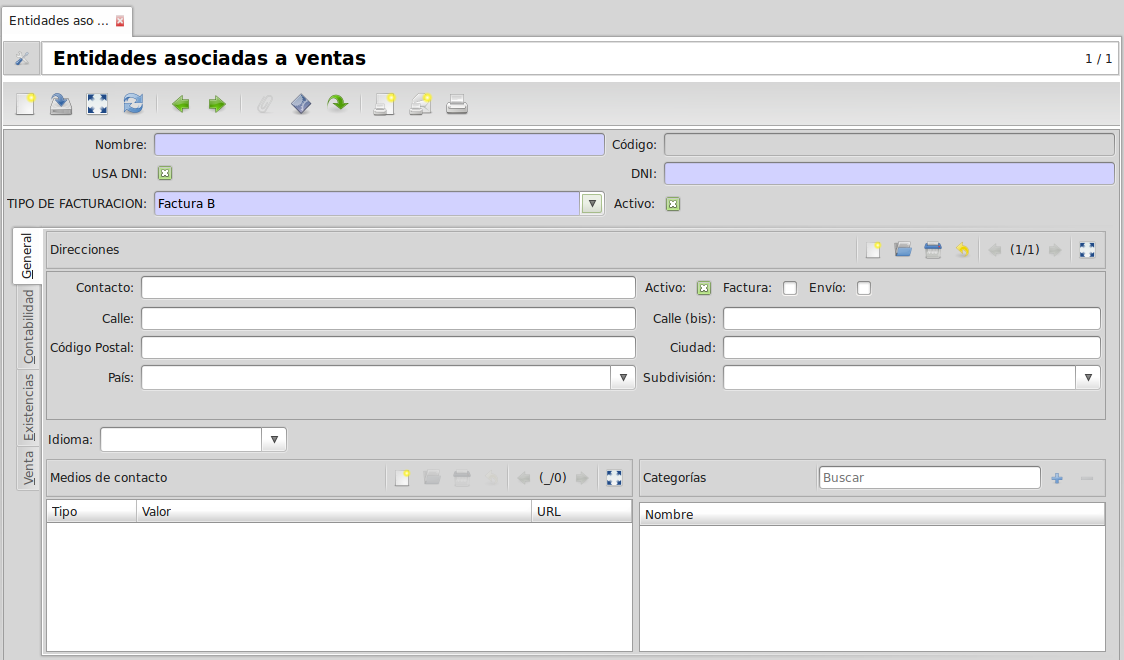 Entidades aso ...
Entidades asociadas a ventas
1 / 1
Nombre: Código:
USA DNI: DNI:
TIPO DE FACTURACION: Factura B Activo:
General
Contabilidad
Existencias
Venta
Direcciones (1/1)
Contacto: Activo: Factura: Envío:
Calle: Calle (bis):
Código Postal: Ciudad:
País: Subdivisión:
Idioma:
Medios de contacto (_/0)
Tipo Valor URL
Categorías Buscar
Nombre